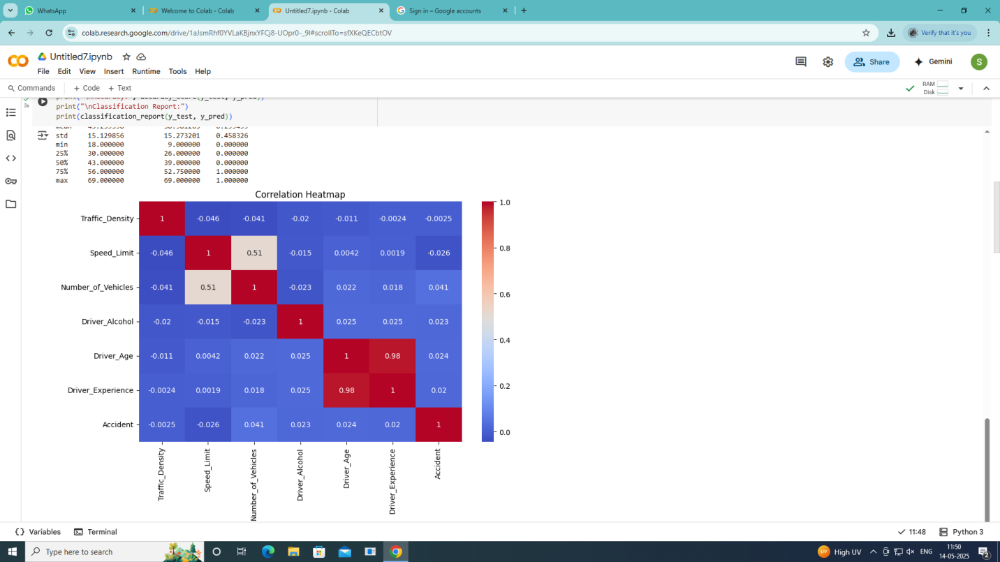 WhatsApp
Welcome to Colab - Colab
Untitled7.ipynb - Colab
Sign in – Google accounts
colab.research.google.com/drive/1aJsmRhf0YVLaKBjnxYFCj8-UOpr0-_9l#scrollTo=sfXKeQECbtOV
Verify that it's you
Untitled7.ipynb
File Edit View Insert Runtime Tools Help
Share
Gemini
S
Commands + Code + Text
RAM
Disk
3s
print("\nClassification Report:")
print(classification_report(y_test, y_pred))
std 15.129856 15.273201 0.458326
min 18.000000 9.000000 0.000000
25% 30.000000 26.000000 0.000000
50% 43.000000 39.000000 0.000000
75% 56.000000 52.750000 1.000000
max 69.000000 69.000000 1.000000
Correlation Heatmap
Traffic_Density 1 -0.046 -0.041 -0.02 -0.011 -0.0024 -0.0025
Speed_Limit -0.046 1 0.51 -0.015 0.0042 0.0019 -0.026
Number_of_Vehicles -0.041 0.51 1 -0.023 0.022 0.018 0.041
Driver_Alcohol -0.02 -0.015 -0.023 1 0.025 0.025 0.023
Driver_Age -0.011 0.0042 0.022 0.025 1 0.98 0.024
Driver_Experience -0.0024 0.0019 0.018 0.025 0.98 1 0.02
Accident -0.0025 -0.026 0.041 0.023 0.024 0.02 1
Traffic_Density
Speed_Limit
Number_of_Vehicles
Driver_Alcohol
Driver_Age
Driver_Experience
Accident
1.0
0.8
0.6
0.4
0.2
0.0
Variables
Terminal
11:48
Python 3
Type here to search
UV
High UV
ENG
11:50
14-05-2025
2